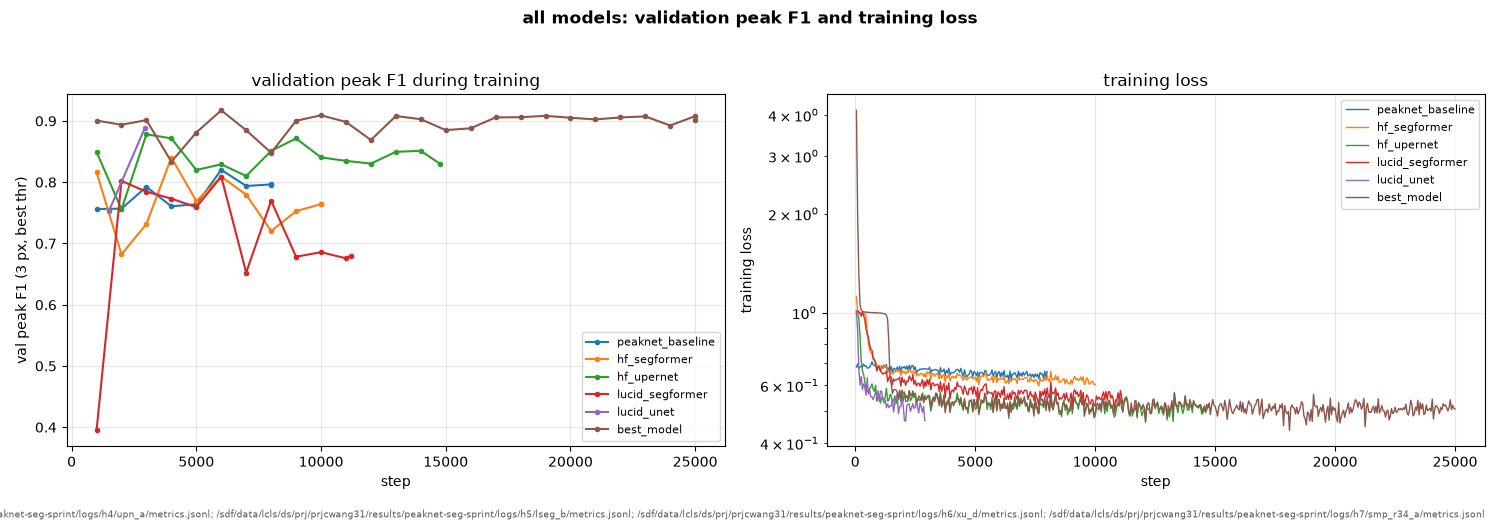 all models: validation peak F1 and training loss
validation peak F1 during training
val peak F1 (3 px, best thr)
0.9
0.8
0.7
0.6
0.5
0.4
peaknet_baseline
hf_segformer
hf_upernet
lucid_segformer
lucid_unet
best_model
0 5000 10000 15000 20000 25000
step
training loss
training loss
4 × 10⁰
3 × 10⁰
2 × 10⁰
10⁰
6 × 10⁻¹
4 × 10⁻¹
peaknet_baseline
hf_segformer
hf_upernet
lucid_segformer
lucid_unet
best_model
0 5000 10000 15000 20000 25000
step
aknet-seg-sprint/logs/h4/upn_a/metrics.jsonl; /sdf/data/lcls/ds/prj/prjcwang31/results/peaknet-seg-sprint/logs/h5/lseg_b/metrics.jsonl; /sdf/data/lcls/ds/prj/prjcwang31/results/peaknet-seg-sprint/logs/h6/xu_d/metrics.jsonl; /sdf/data/lcls/ds/prj/prjcwang31/results/peaknet-seg-sprint/logs/h7/smp_r34_a/metrics.jsonl